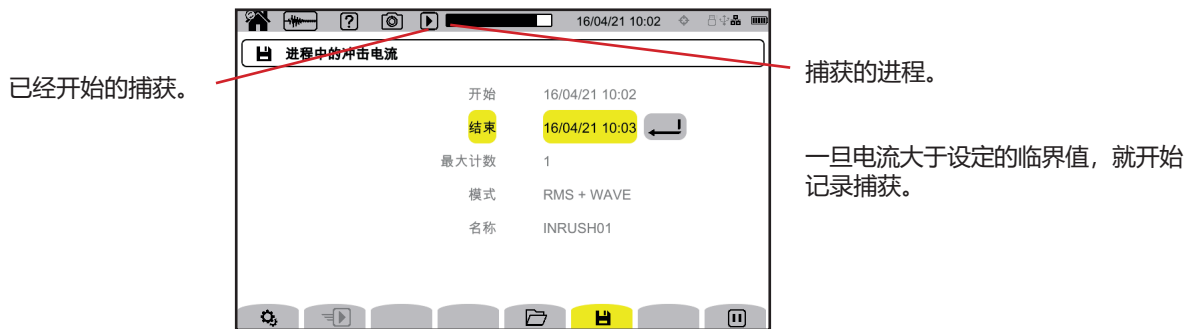 16/04/21 10:02
进程中的冲击电流
已经开始的捕获。
捕获的进程。
开始 16/04/21 10:02
结束 16/04/21 10:03
最大计数 1
模式 RMS + WAVE
名称 INRUSH01
一旦电流大于设定的临界值，就开始
记录捕获。